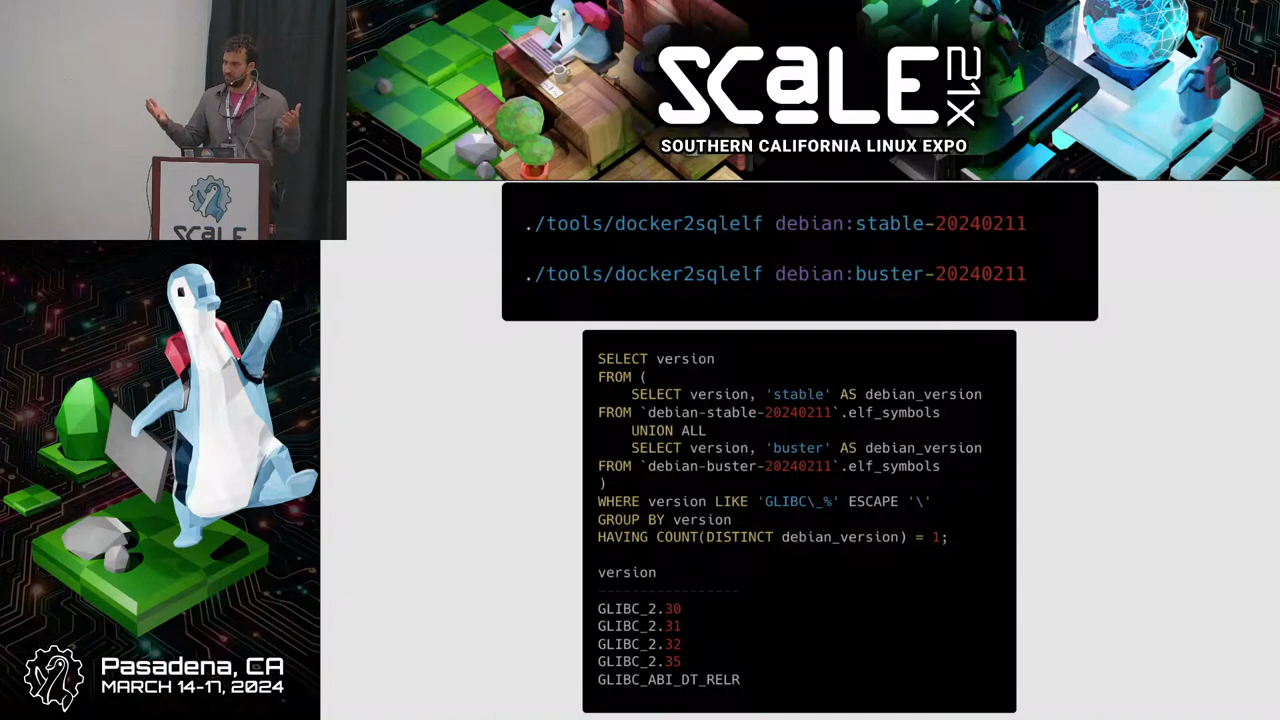 SCaLE 21X
SOUTHERN CALIFORNIA LINUX EXPO
SCaLE
./tools/docker2sqlelf debian:stable-20240211
./tools/docker2sqlelf debian:buster-20240211
SELECT version
FROM (
    SELECT version, 'stable' AS debian_version
FROM `debian-stable-20240211`.elf_symbols
    UNION ALL
    SELECT version, 'buster' AS debian_version
FROM `debian-buster-20240211`.elf_symbols
)
WHERE version LIKE 'GLIBC\_%' ESCAPE '\'
GROUP BY version
HAVING COUNT(DISTINCT debian_version) = 1;
version
----------------
GLIBC_2.30
GLIBC_2.31
GLIBC_2.32
GLIBC_2.35
GLIBC_ABI_DT_RELR
Pasadena, CA
MARCH 14-17, 2024